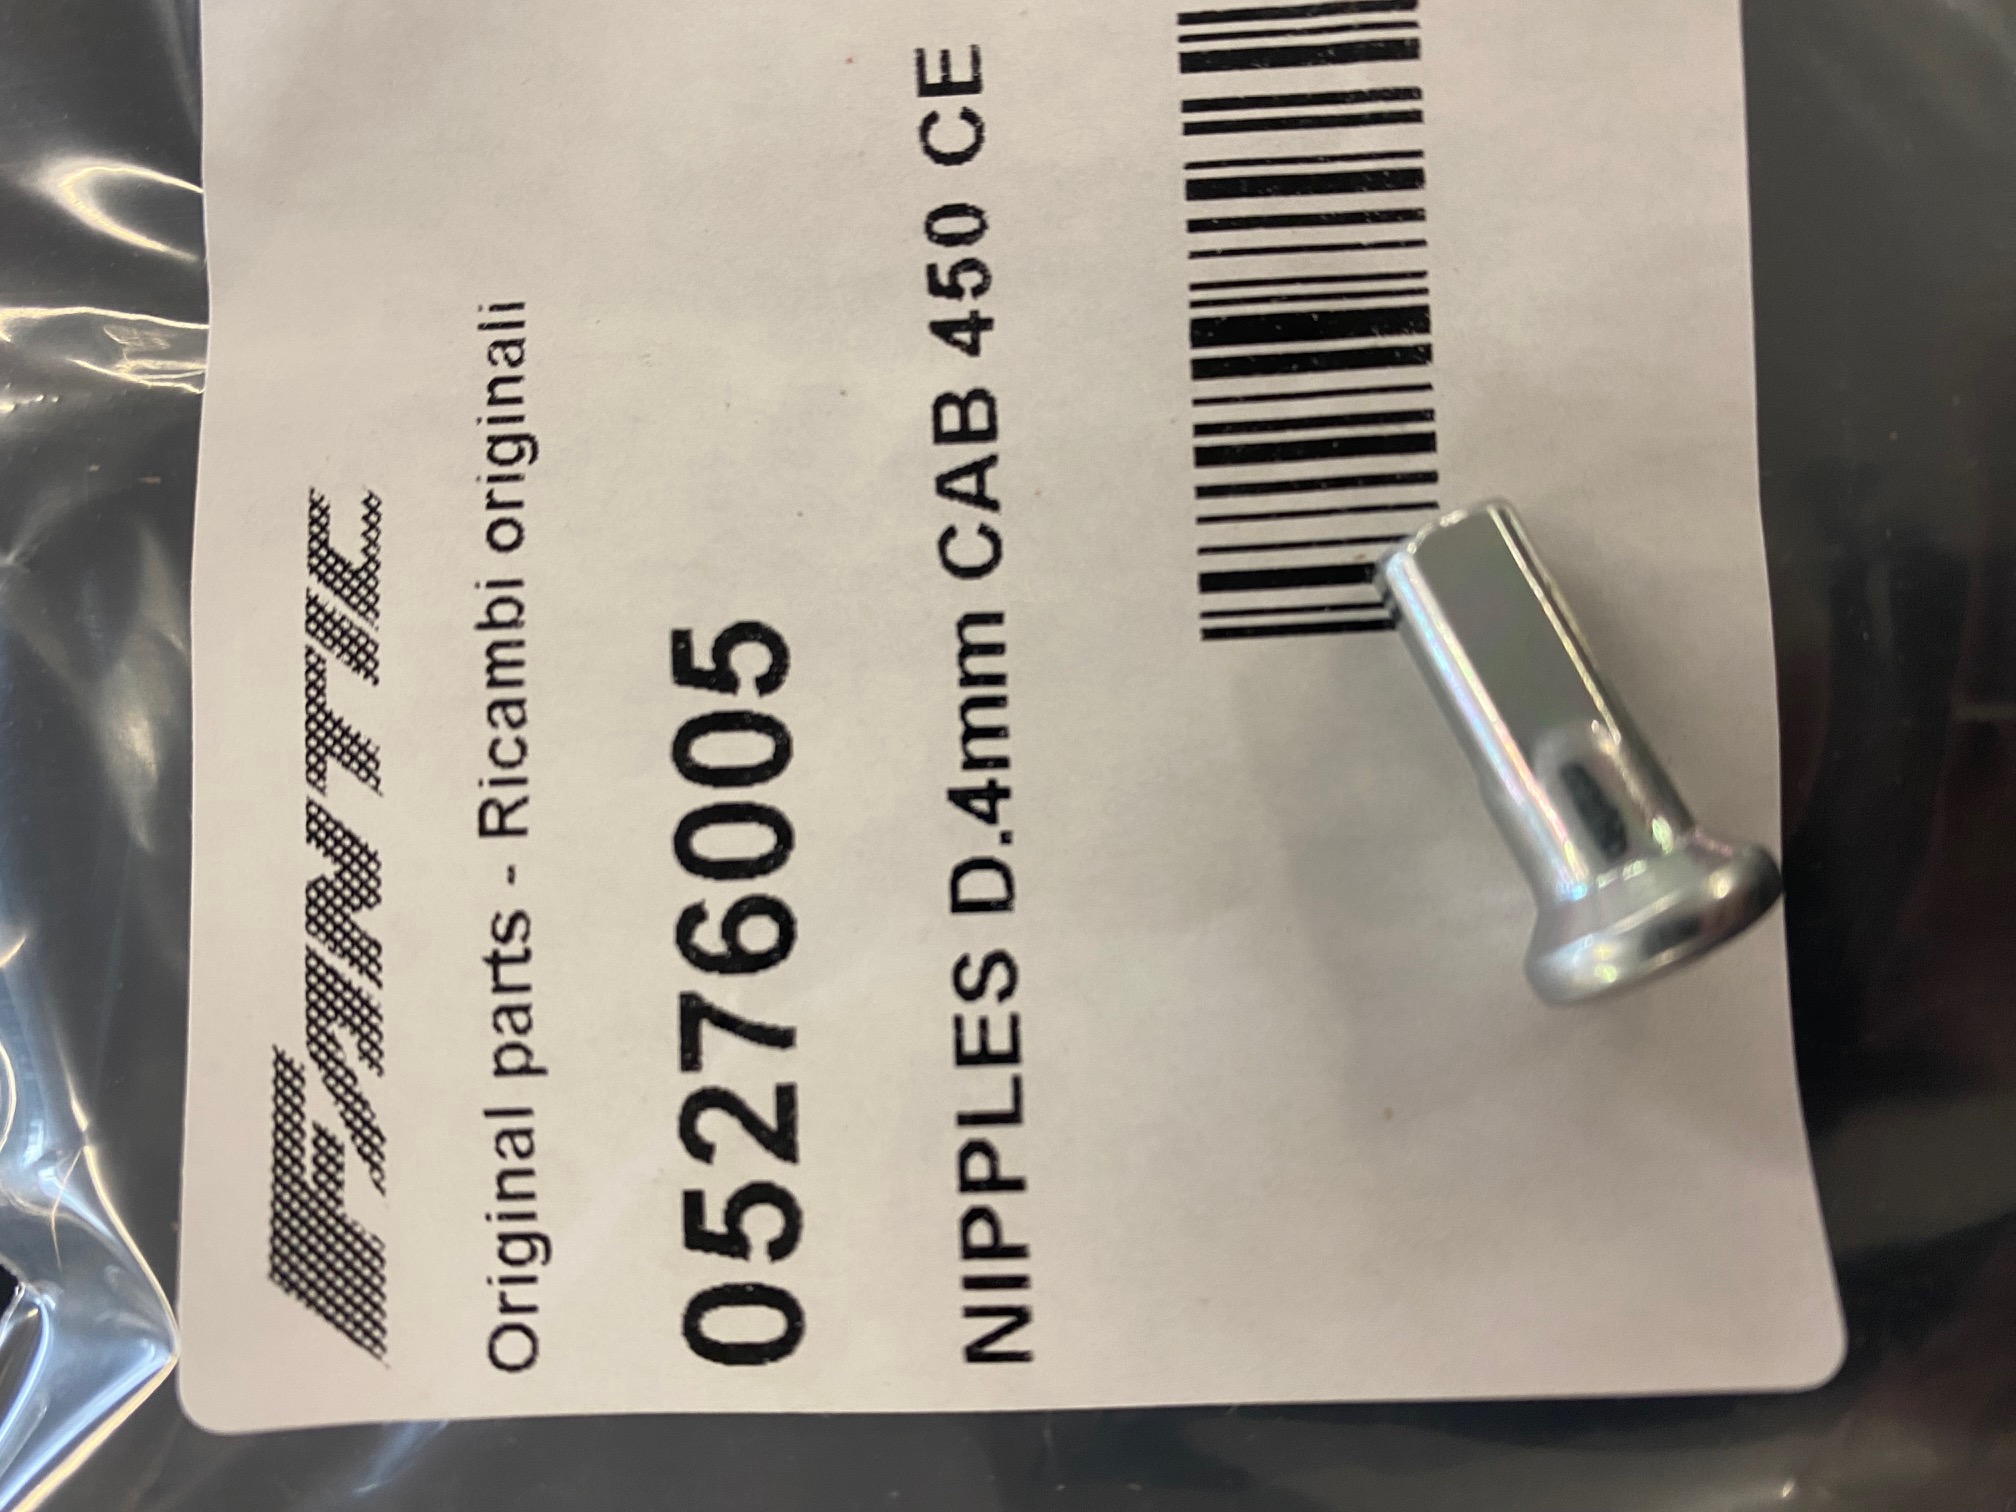 FANTIC
Original parts - Ricambi originali
05276005
NIPPLES D.4mm CAB 450 CE